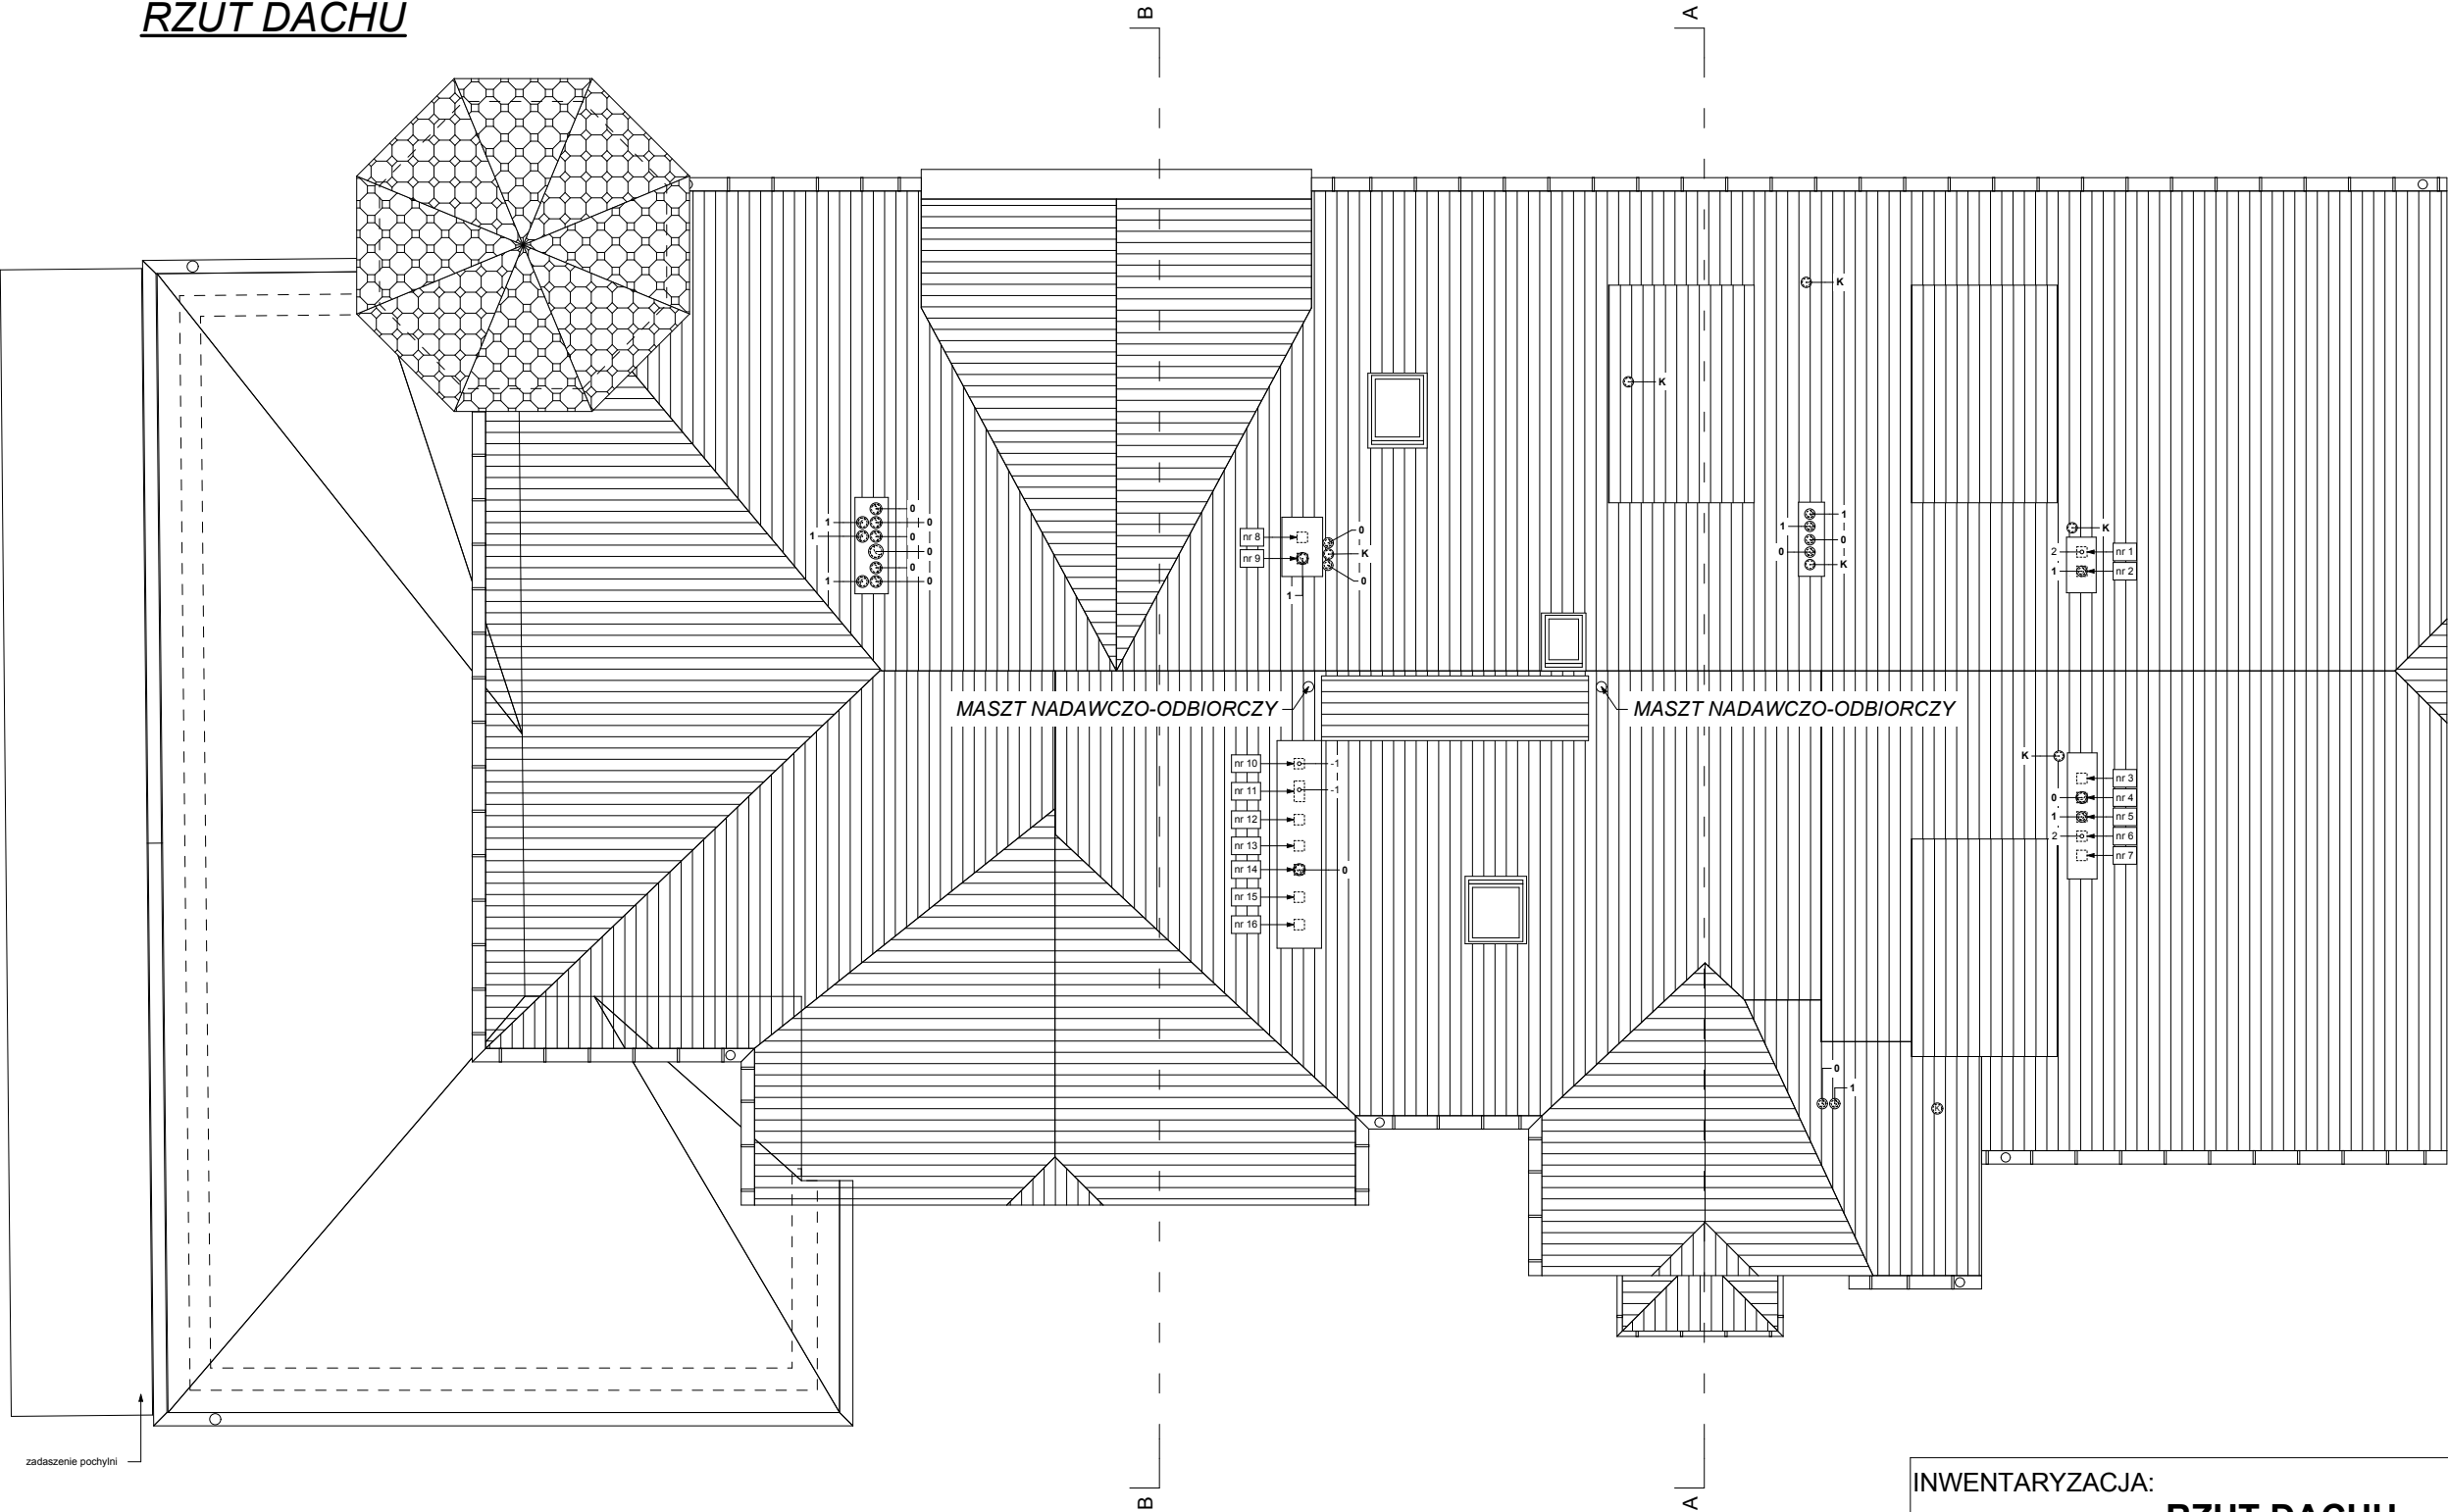 RZUT DACHU
B
A
K
K
0
1
0
1
0
0
0
1
0
nr 8
nr 9
0
K
0
1
1
1
0
0
K
K
2
nr 1
1
nr 2
MASZT NADAWCZO-ODBIORCZY
MASZT NADAWCZO-ODBIORCZY
nr 10
-1
nr 11
-1
nr 12
nr 13
nr 14
0
nr 15
nr 16
K
nr 3
0
nr 4
1
nr 5
2
nr 6
nr 7
0
1
K
zadaszenie pochylni
B
A
INWENTARYZACJA:
RZUT DACHU